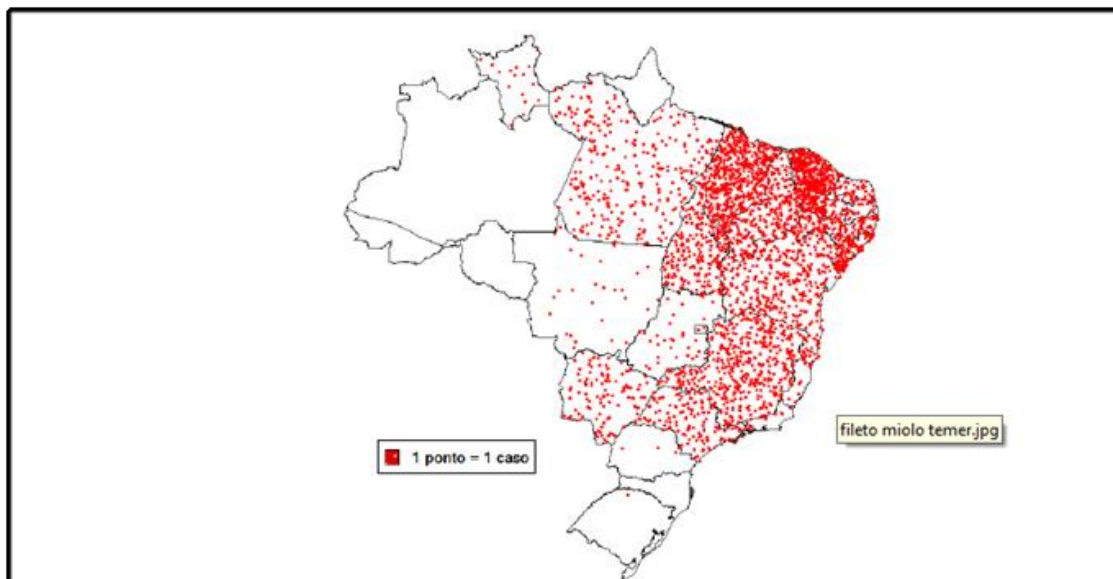 fileto miolo temer.jpg
1 ponto = 1 caso